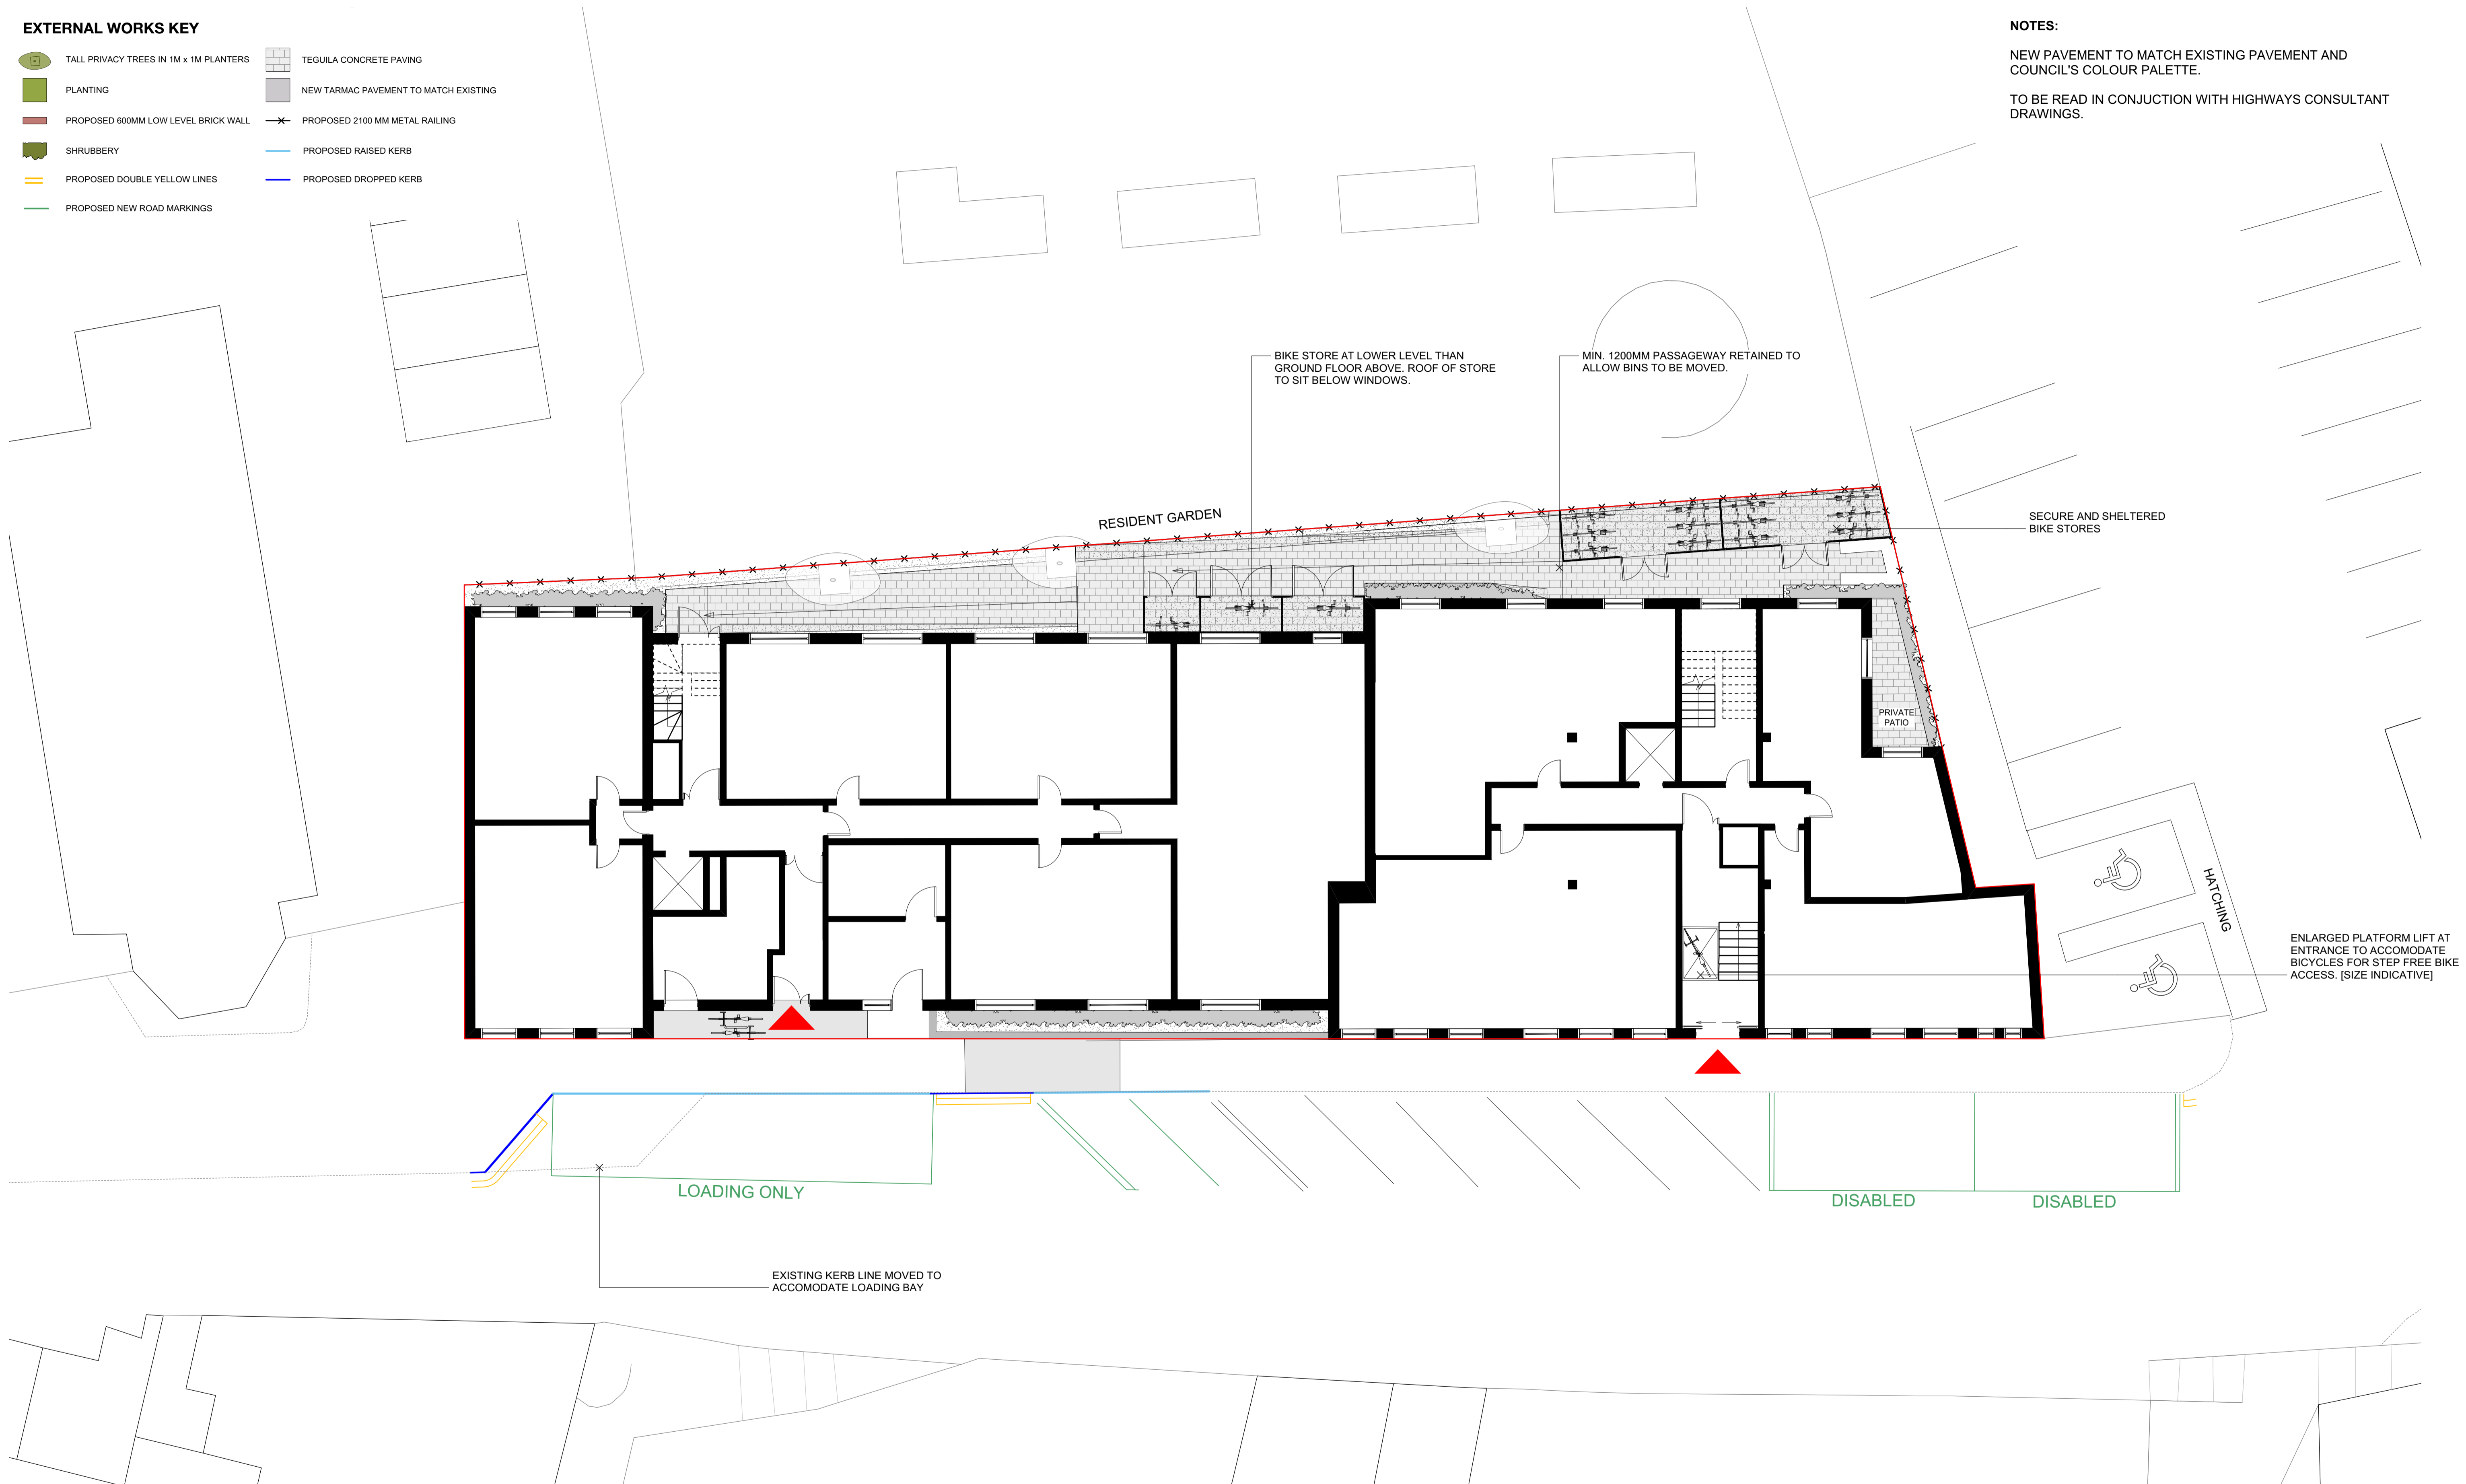 EXTERNAL WORKS KEY
TALL PRIVACY TREES IN 1M x 1M PLANTERS
PLANTING
PROPOSED 600MM LOW LEVEL BRICK WALL
SHRUBBERY
PROPOSED DOUBLE YELLOW LINES
PROPOSED NEW ROAD MARKINGS
TEGUILA CONCRETE PAVING
NEW TARMAC PAVEMENT TO MATCH EXISTING
PROPOSED 2100 MM METAL RAILING
PROPOSED RAISED KERB
PROPOSED DROPPED KERB
NOTES:
NEW PAVEMENT TO MATCH EXISTING PAVEMENT AND
COUNCIL'S COLOUR PALETTE.
TO BE READ IN CONJUCTION WITH HIGHWAYS CONSULTANT
DRAWINGS.
BIKE STORE AT LOWER LEVEL THAN
GROUND FLOOR ABOVE. ROOF OF STORE
TO SIT BELOW WINDOWS.
MIN. 1200MM PASSAGEWAY RETAINED TO
ALLOW BINS TO BE MOVED.
RESIDENT GARDEN
SECURE AND SHELTERED
BIKE STORES
PRIVATE
PATIO
HATCHING
ENLARGED PLATFORM LIFT AT
ENTRANCE TO ACCOMODATE
BICYCLES FOR STEP FREE BIKE
ACCESS. [SIZE INDICATIVE]
LOADING ONLY
DISABLED
DISABLED
EXISTING KERB LINE MOVED TO
ACCOMODATE LOADING BAY